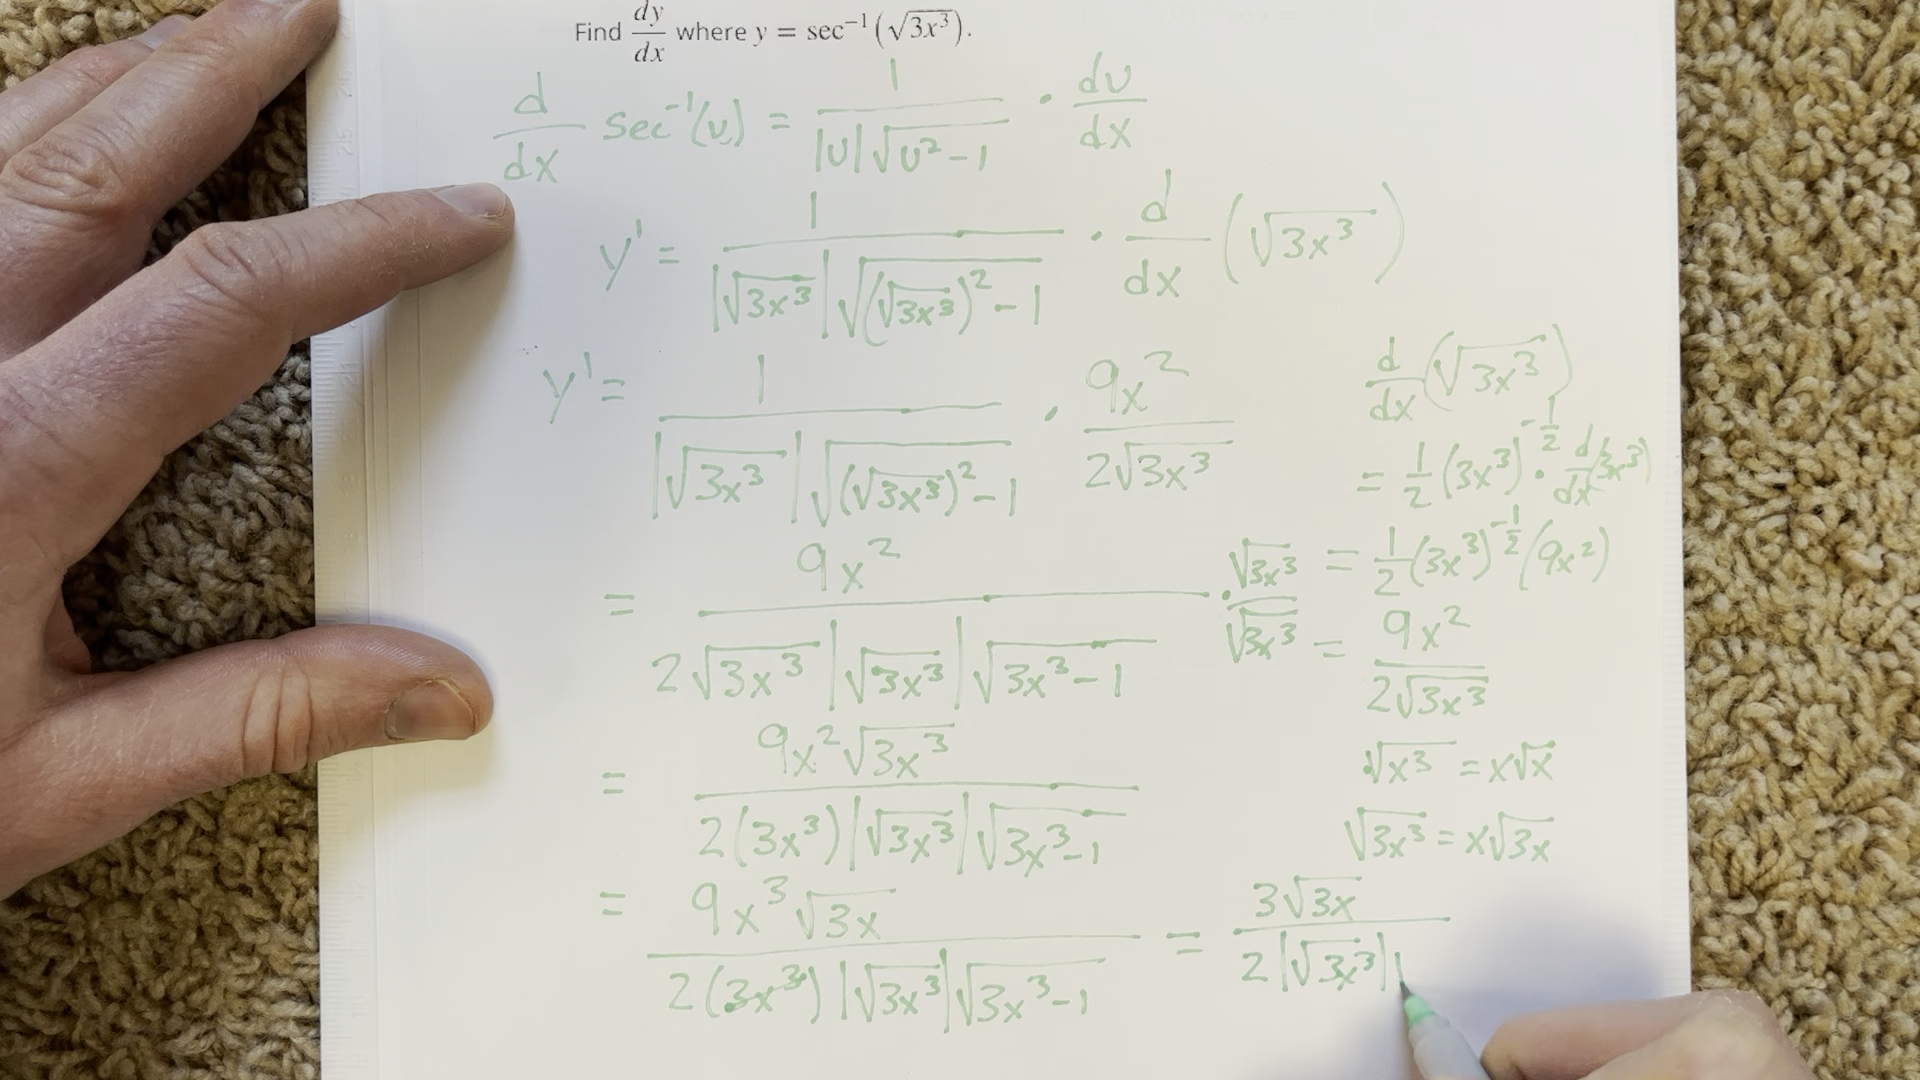 Find dy/dx where y = sec⁻¹(√(3x³)).
d/dx sec⁻¹(u) = 1/(|u|√(u²-1)) · du/dx
y' = 1/(|√(3x³)|√((√(3x³))²-1)) · d/dx (√(3x³))
y' = 1/(|√(3x³)|√((√(3x³))²-1)) · 9x²/(2√(3x³))
= 9x²/(2√(3x³)|√(3x³)|√(3x³-1)) · √(3x³)/√(3x³)
= 9x²√(3x³)/(2(3x³)|√(3x³)|√(3x³-1))
= 9x³√(3x)/(2(3x³)|√(3x³)|√(3x³-1)) = 3√(3x)/(2|√(3x³)|
d/dx (√(3x³))
= 1/2 (3x³)^(-1/2) · d/dx (3x³)
= 1/2 (3x³)^(-1/2) (9x²)
= 9x²/(2√(3x³))
√(x³) = x√x
√(3x³) = x√(3x)